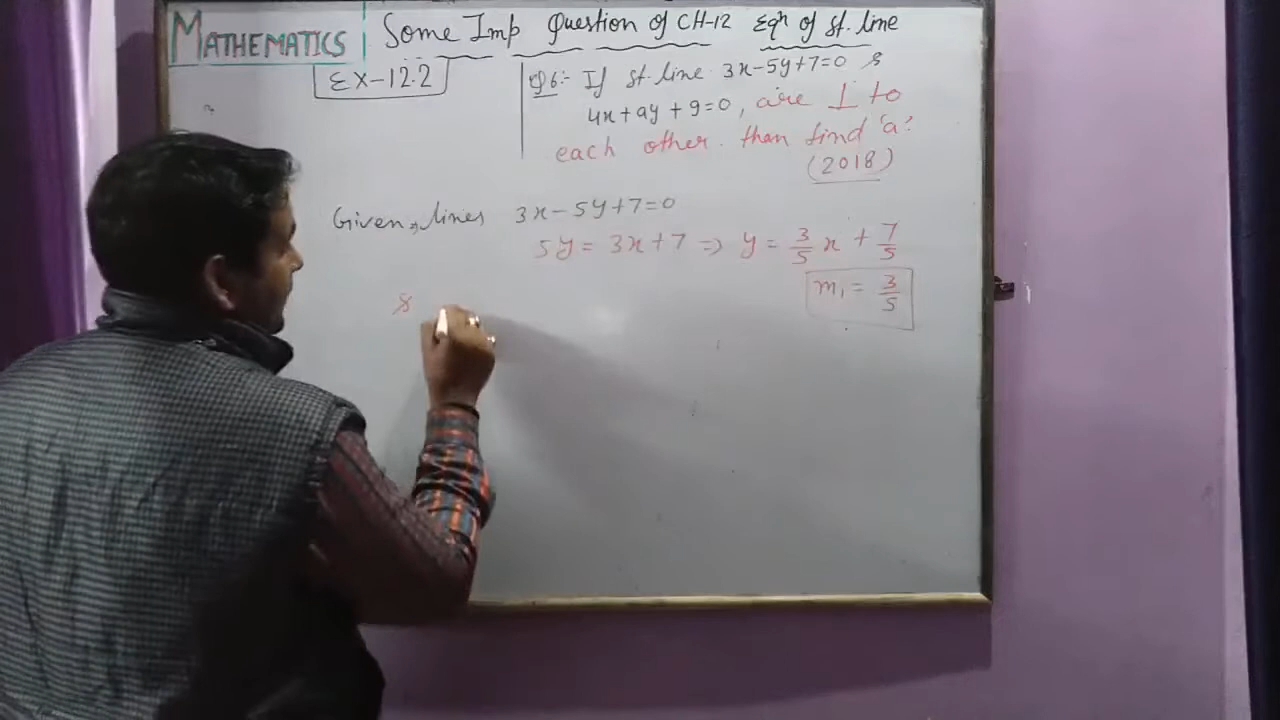 MATHEMATICS
Some Imp Question of CH-12 Eqn of st. line
Ex-12.2
Q6:- If st. line 3x-5y+7=0 &
4x+ay+9=0, are ⊥ to
each other. than find 'a'.
(2018)
Given, lines 3x-5y+7=0
5y = 3x+7 ⇒ y = 3/5 x + 7/5
m₁ = 3/5
&